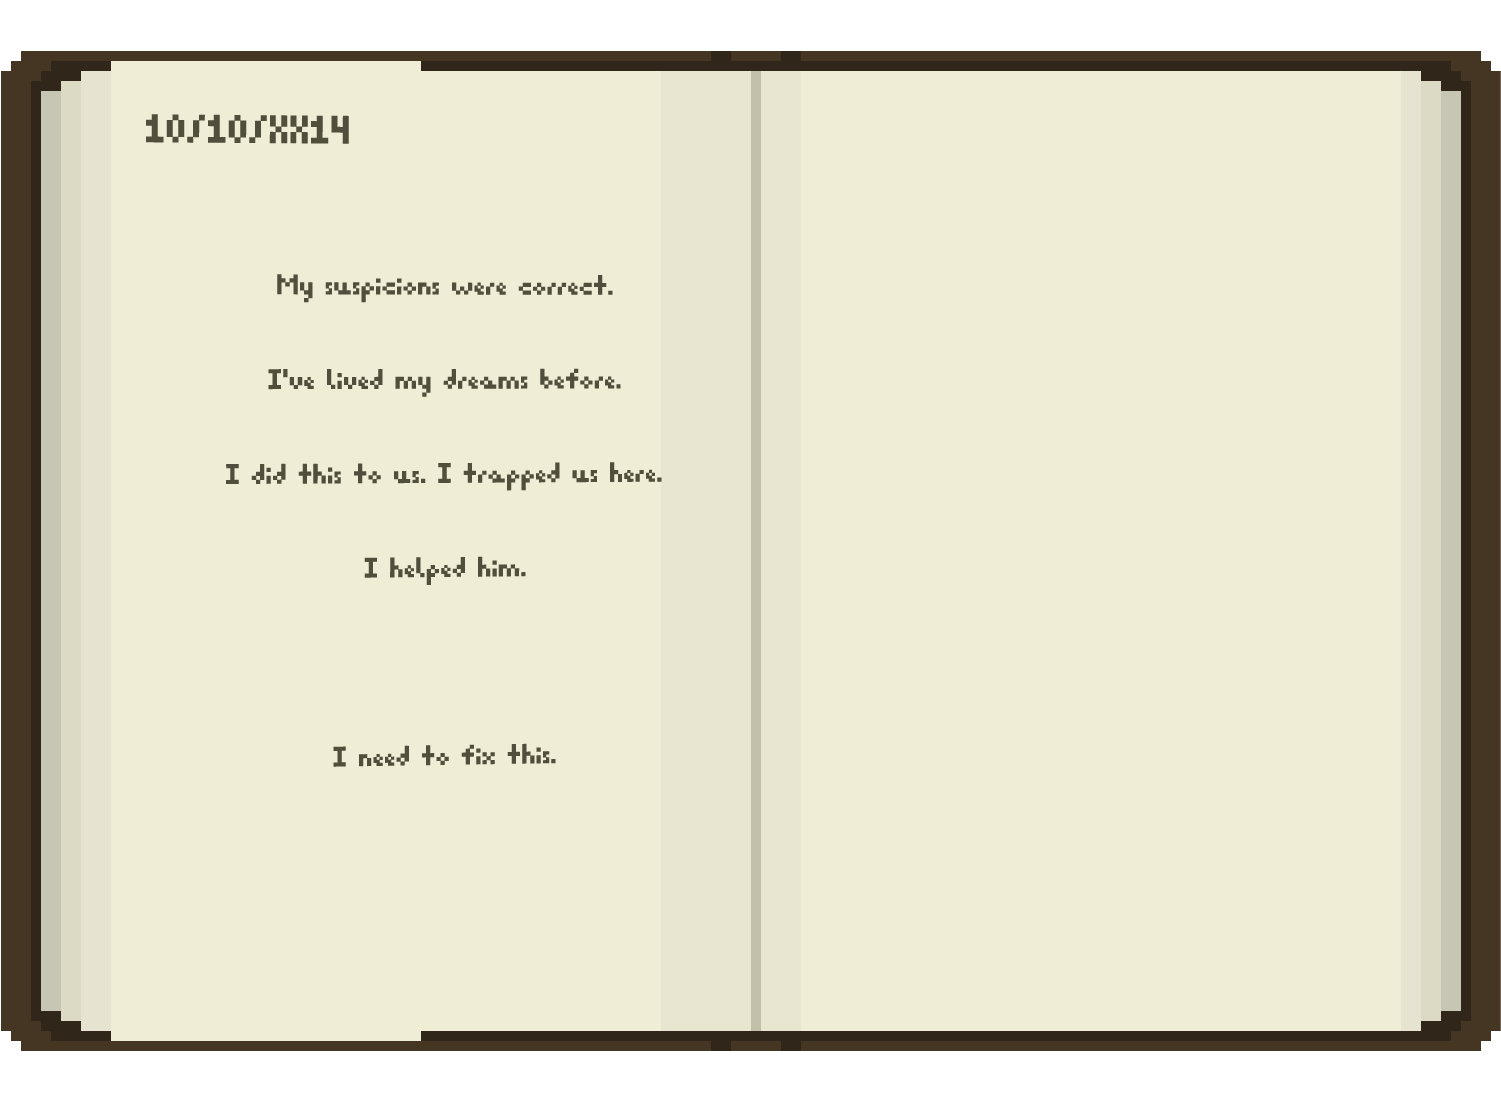 10/10/XX14
My suspicions were correct.
I've lived my dreams before.
I did this to us. I trapped us here.
I helped him.
I need to fix this.